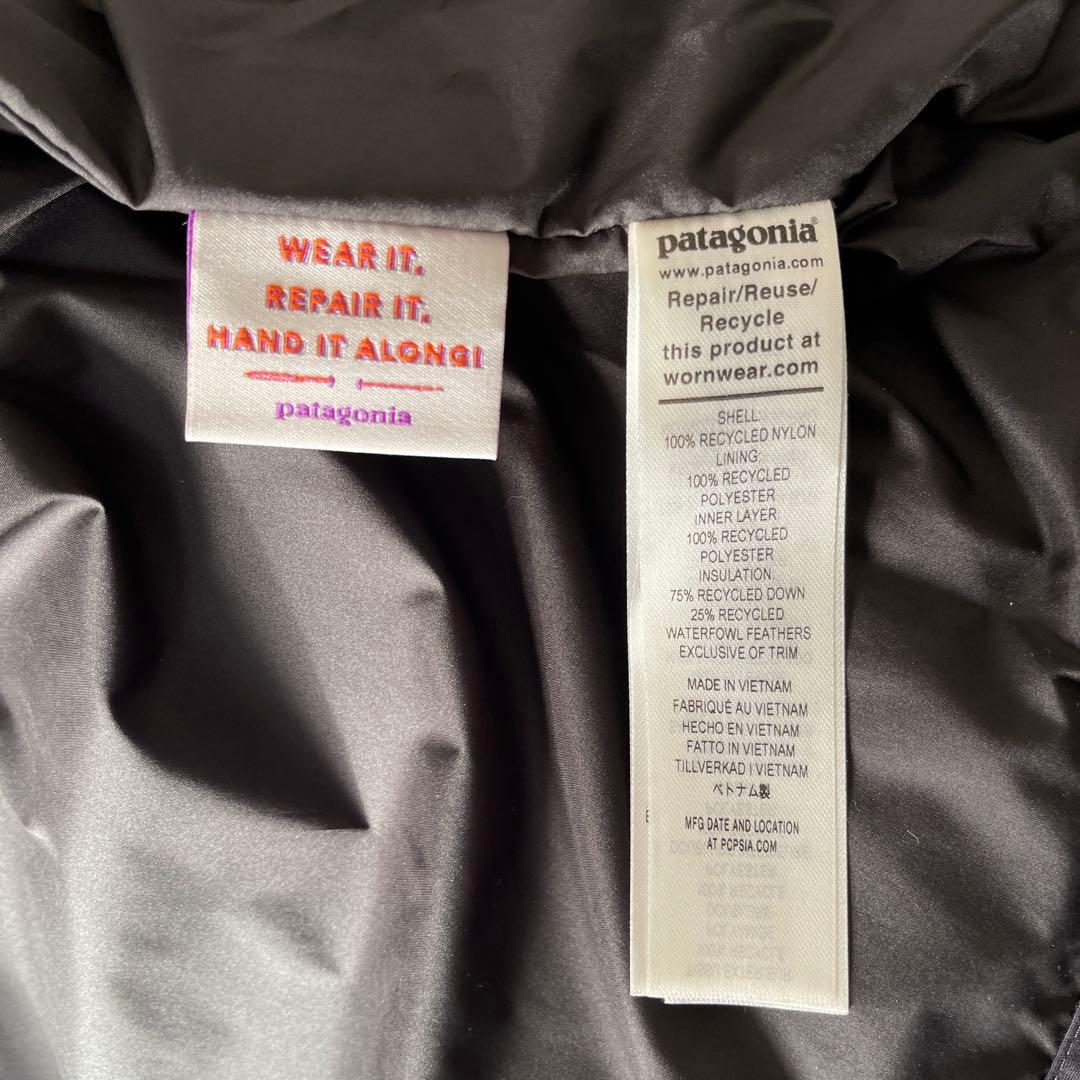 WEAR IT.
REPAIR IT.
HAND IT ALONG!
patagonia
patagonia®
www.patagonia.com
Repair/Reuse/
Recycle
this product at
wornwear.com
SHELL:
100% RECYCLED NYLON
LINING:
100% RECYCLED
POLYESTER
INNER LAYER:
100% RECYCLED
POLYESTER
INSULATION:
75% RECYCLED DOWN
25% RECYCLED
WATERFOWL FEATHERS
EXCLUSIVE OF TRIM
MADE IN VIETNAM
FABRIQUÉ AU VIETNAM
HECHO EN VIETNAM
FATTO IN VIETNAM
TILLVERKAD I VIETNAM
ベトナム製
MFG DATE AND LOCATION
AT PCPSIA.COM